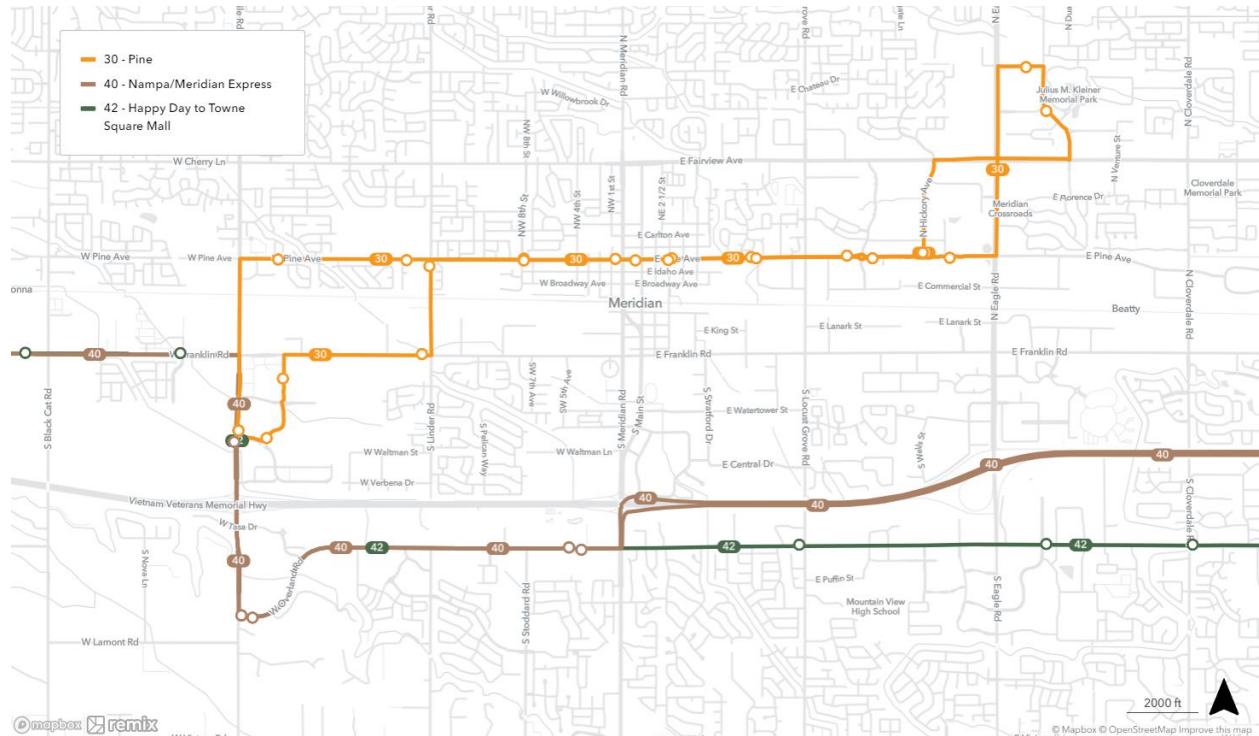 30 - Pine
40 - Nampa/Meridian Express
42 - Happy Day to Towne
Square Mall
N Meridian Rd
W Willowbrook Dr
E Chateau Dr
Julius M. Kleiner
Memorial Park
N Cloverdale Rd
W Cherry Ln
NW 8th St
NW 4th St
NW 1st St
NE 2 1/2 St
E Fairview Ave
N Hickory Ave
30
N Venture St
Cloverdale
Memorial Park
E Florence Dr
Meridian
Crossroads
NW 8th St
E Carlton Ave
W Pine Ave
W Pine Ave
Pine Ave
30
30
30
E Pine Ave
E Idaho Ave
W Broadway Ave
E Broadway Ave
E Commercial St
Meridian
N Eagle Rd
Beatty
N Cloverdale Rd
E King St
E Lanark St
E Lanark St
40
30
E Franklin Rd
E Franklin Rd
S Black Cat Rd
40
S Linder Rd
SW 7th Ave
SW 5th Ave
S Meridian Rd
S Main St
S Stratford Dr
E Watertower St
S Locust Grove Rd
S Wells St
S Pelican Way
W Waltman St
W Waltman Ln
E Central Dr
40
40
W Verbena Dr
Vietnam Veterans Memorial Hwy
40
40
W Tasa Dr
S Cloverdale R
40
40
42
40
42
42
S Nova Ln
W Overland Rd
S Stoddard Rd
E Puffin St
Mountain View
High School
S Eagle Rd
W Lamont Rd
2000 ft
mapbox remix
© Mapbox © OpenStreetMap Improve this map